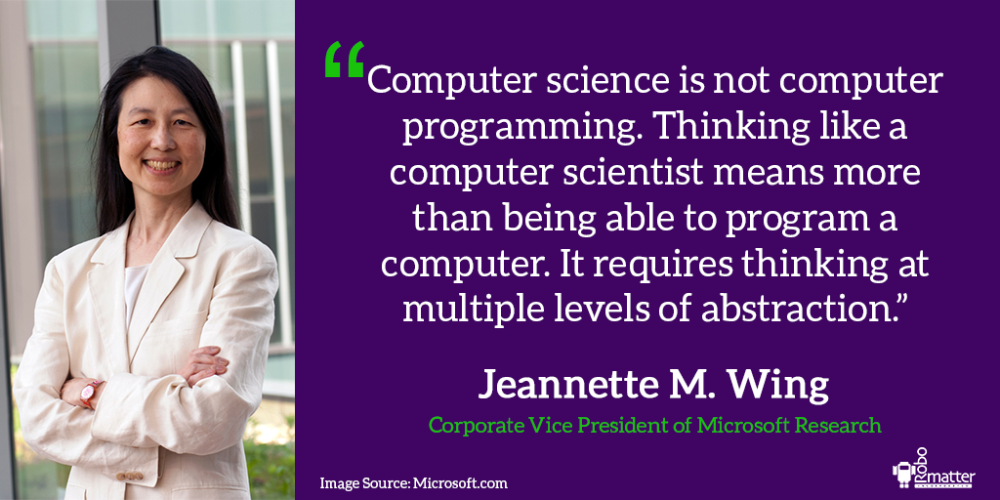 “Computer science is not computer
programming. Thinking like a
computer scientist means more
than being able to program a
computer. It requires thinking at
multiple levels of abstraction.”
Jeannette M. Wing
Corporate Vice President of Microsoft Research
Image Source: Microsoft.com
Robo
matter